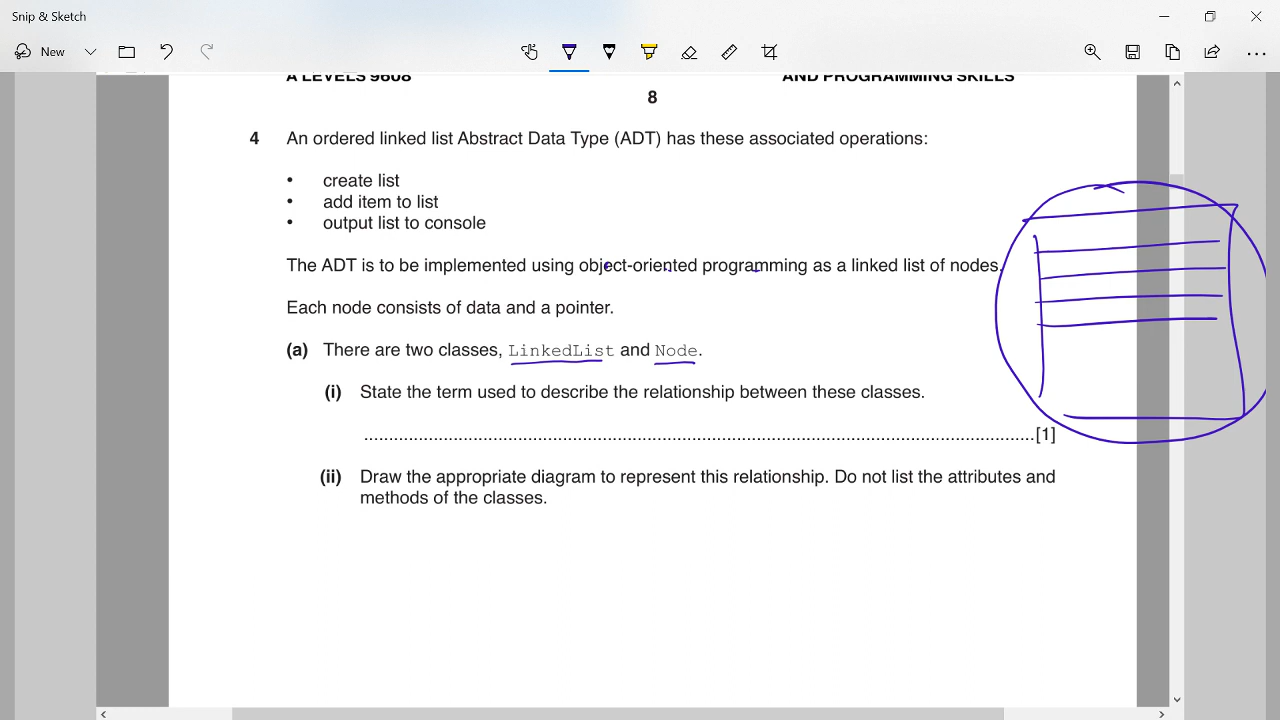 Snip & Sketch
New
A LEVELS 9608 AND PROGRAMMING SKILLS
8
4 An ordered linked list Abstract Data Type (ADT) has these associated operations:
• create list
• add item to list
• output list to console
The ADT is to be implemented using object-oriented programming as a linked list of nodes.
Each node consists of data and a pointer.
(a) There are two classes, LinkedList and Node.
(i) State the term used to describe the relationship between these classes.
...................................................................................................................................[1]
(ii) Draw the appropriate diagram to represent this relationship. Do not list the attributes and
methods of the classes.